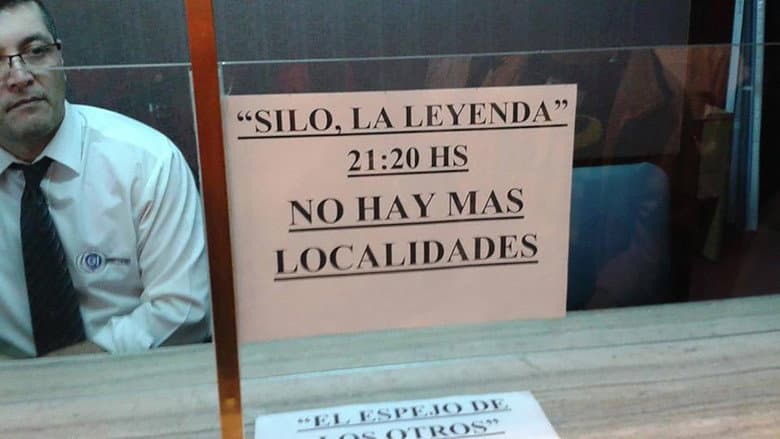 “SILO, LA LEYENDA”
21:20 HS
NO HAY MAS
LOCALIDADES
“EL ESPEJO DE
LOS OTROS”